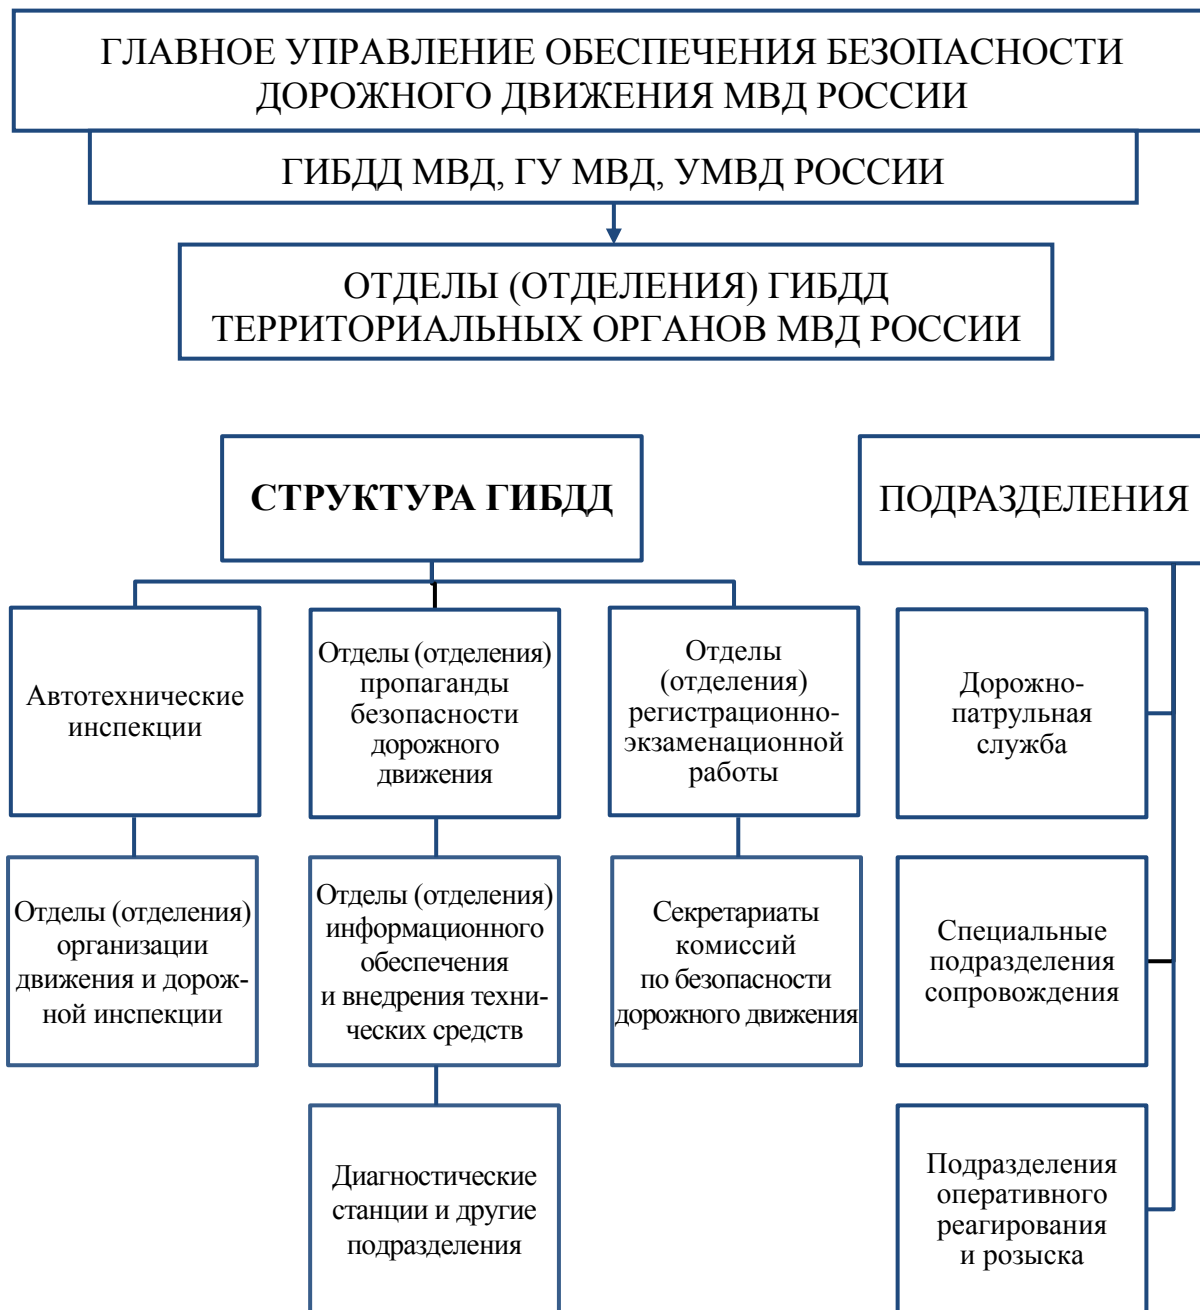 ГЛАВНОЕ УПРАВЛЕНИЕ ОБЕСПЕЧЕНИЯ БЕЗОПАСНОСТИ
ДОРОЖНОГО ДВИЖЕНИЯ МВД РОССИИ
ГИБДД МВД, ГУ МВД, УМВД РОССИИ
ОТДЕЛЫ (ОТДЕЛЕНИЯ) ГИБДД
ТЕРРИТОРИАЛЬНЫХ ОРГАНОВ МВД РОССИИ
СТРУКТУРА ГИБДД
Автотехнические
инспекции
Отделы (отделения)
пропаганды
безопасности
дорожного
движения
Отделы
(отделения)
регистрационно-
экзаменационной
работы
Отделы (отделения)
организации
движения и дорож-
ной инспекции
Отделы (отделения)
информационного
обеспечения
и внедрения техни-
ческих средств
Секретариаты
комиссий
по безопасности
дорожного движения
Диагностические
станции и другие
подразделения
ПОДРАЗДЕЛЕНИЯ
Дорожно-
патрульная
служба
Специальные
подразделения
сопровождения
Подразделения
оперативного
реагирования
и розыска